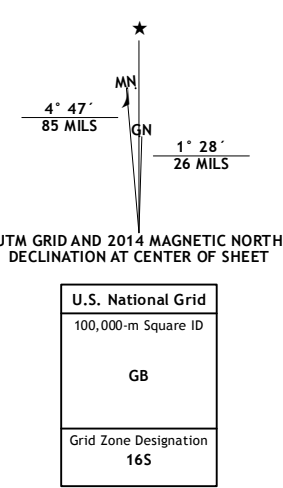 MN
GN
4° 47´
85 MILS
1° 28´
26 MILS
UTM GRID AND 2014 MAGNETIC NORTH
DECLINATION AT CENTER OF SHEET
U.S. National Grid
100,000-m Square ID
GB
Grid Zone Designation
16S